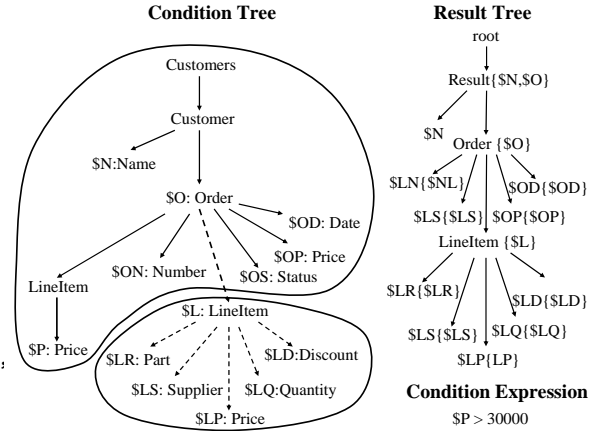 Condition Tree
Customers
Customer
$N:Name
$O: Order
$OD: Date
$OP: Price
$ON: Number
$OS: Status
LineItem
$P: Price
$L: LineItem
$LR: Part
$LD:Discount
$LS: Supplier
$LQ:Quantity
$LP: Price
,
Result Tree
root
Result{$N,$O}
$N
Order {$O}
$LN{$NL}
$OD{$OD}
$LS{$LS}
$OP{$OP}
LineItem {$L}
$LR{$LR}
$LD{$LD}
$LS{$LS}
$LQ{$LQ}
$LP{LP}
Condition Expression
$P > 30000